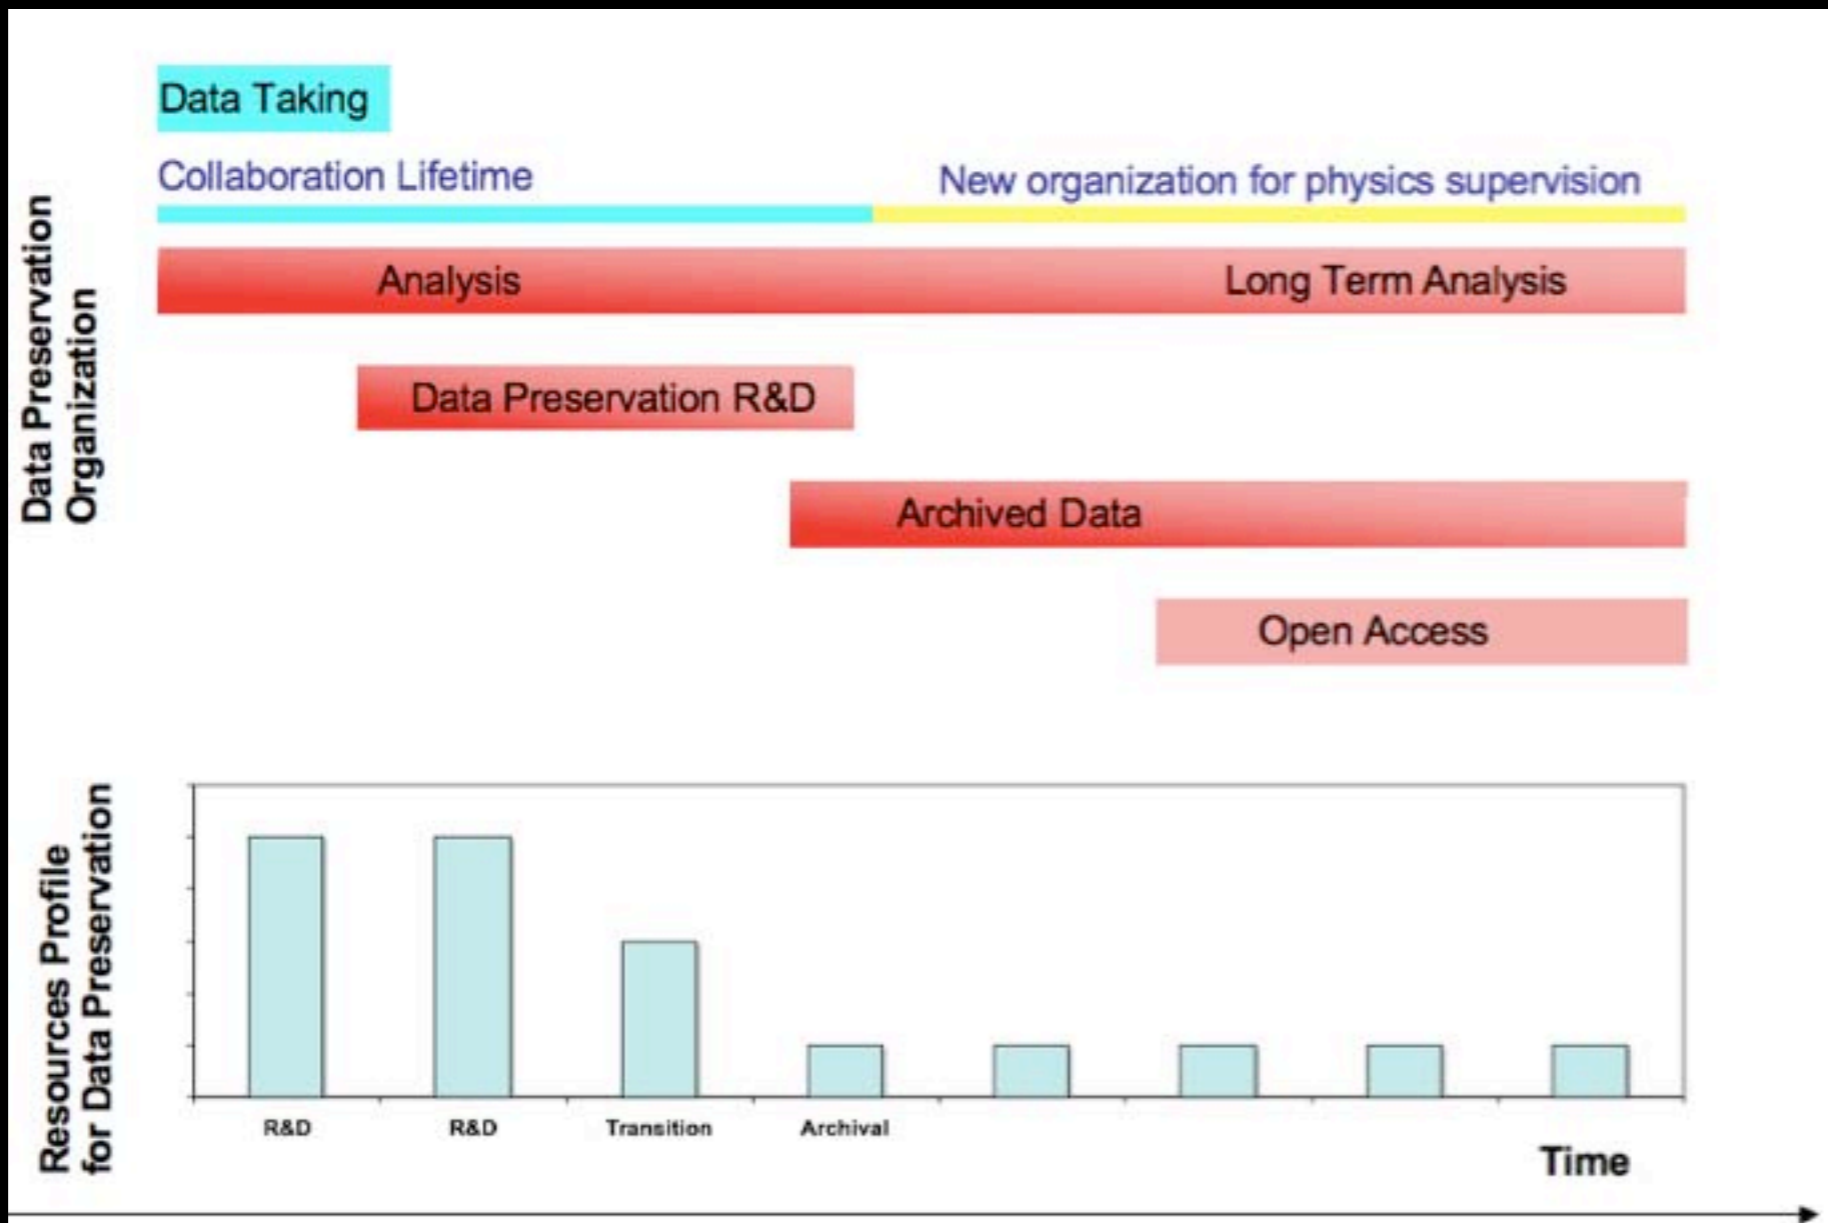 Data Taking
Collaboration Lifetime
New organization for physics supervision
Data Preservation
Organization
Analysis
Long Term Analysis
Data Preservation R&D
Archived Data
Open Access
Resources Profile
for Data Preservation
R&D
R&D
Transition
Archival
Time